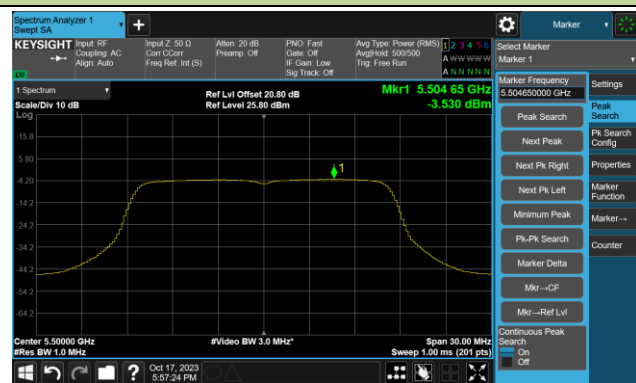 Spectrum Analyzer 1
Swept SA
Marker
KEYSIGHT
Input: RF
Coupling: AC
Align: Auto
Input Z: 50 Ω
Corr CCorr
Freq Ref: Int (S)
Atten: 20 dB
Preamp: Off
PNO: Fast
Gate: Off
IF Gain: Low
Sig Track: Off
Avg Type: Power (RMS)
Avg|Hold: 500/500
Trig: Free Run
1 2 3 4 5 6
A W W W W W
A N N N N N
LXI
Select Marker
Marker 1
1 Spectrum
Scale/Div 10 dB
Log
Ref Lvl Offset 20.80 dB
Ref Level 25.80 dBm
Mkr1 5.504 65 GHz
-3.530 dBm
15.8
5.80
-4.20
-14.2
-24.2
-34.2
-44.2
-54.2
-64.2
1
Center 5.50000 GHz
#Res BW 1.0 MHz
#Video BW 3.0 MHz*
Span 30.00 MHz
Sweep 1.00 ms (201 pts)
Marker Frequency
5.504650000 GHz
Peak Search
Next Peak
Next Pk Right
Next Pk Left
Minimum Peak
Pk-Pk Search
Marker Delta
Mkr→CF
Mkr→Ref Lvl
Continuous Peak
Search
On
Off
Settings
Peak
Search
Pk Search
Config
Properties
Marker
Function
Marker→
Counter
Oct 17, 2023
5:57:24 PM